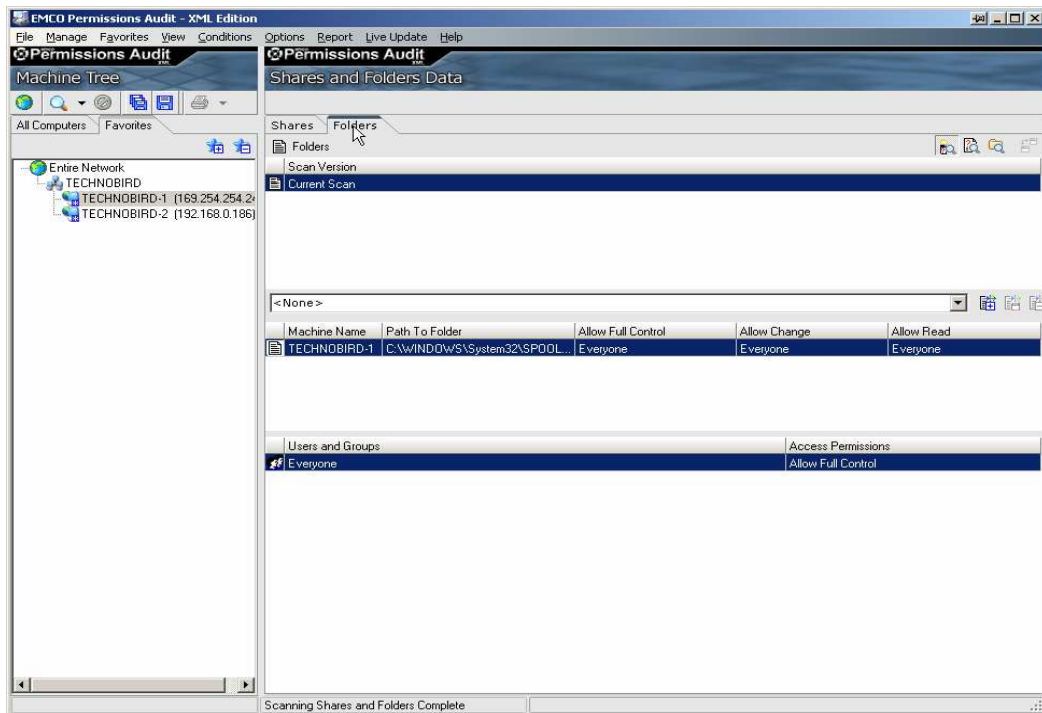 EMCO Permissions Audit - XML Edition
File Manage Favorites View Conditions Options Report Live Update Help
Permissions Audit XML
Machine Tree
All Computers Favorites
Entire Network
TECHNOBIRD
TECHNOBIRD-1 (169.254.254.2
TECHNOBIRD-2 (192.168.0.186)
Permissions Audit XML
Shares and Folders Data
Shares Folders
Folders
Scan Version
Current Scan
<None>
Machine Name Path To Folder Allow Full Control Allow Change Allow Read
TECHNOBIRD-1 C:\WINDOWS\System32\SPOOL... Everyone Everyone Everyone
Users and Groups Access Permissions
Everyone Allow Full Control
Scanning Shares and Folders Complete